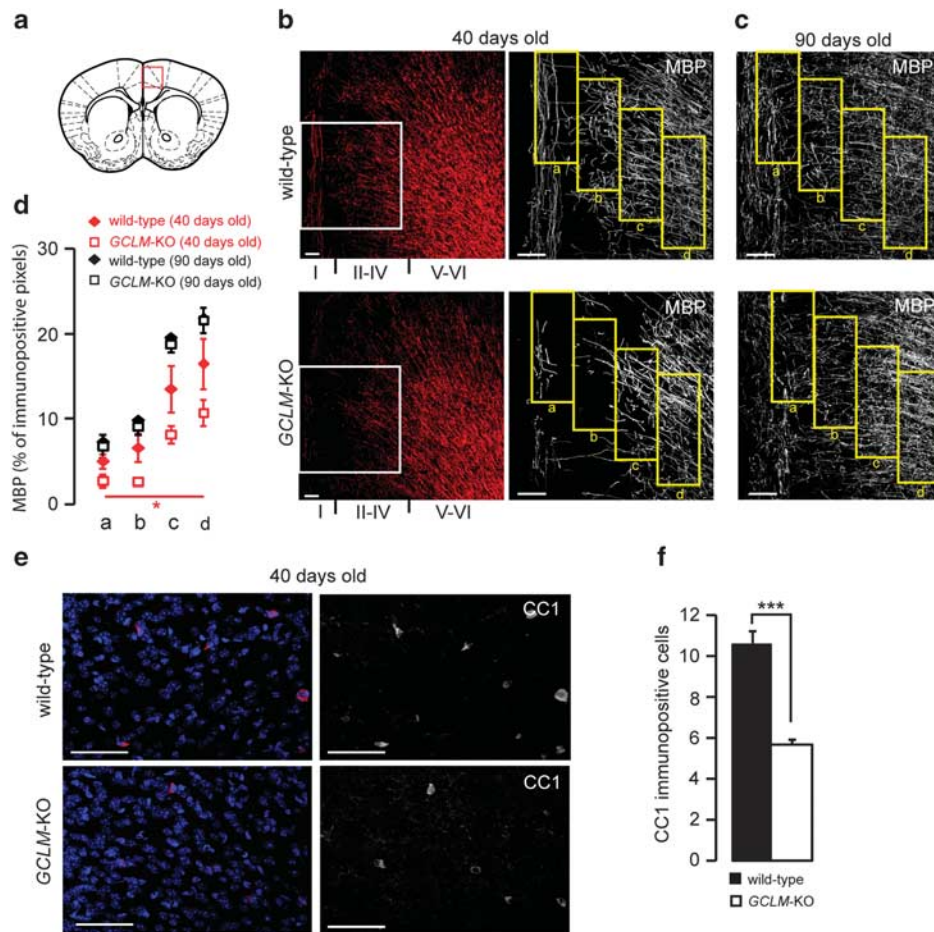 a
b
40 days old
c
90 days old
wild-type
MBP
a
b
c
d
MBP
a
b
c
d
I
II-IV
V-VI
GCLM-KO
MBP
a
b
c
d
MBP
a
b
c
d
I
II-IV
V-VI
d
wild-type (40 days old)
GCLM-KO (40 days old)
wild-type (90 days old)
GCLM-KO (90 days old)
MBP (% of immunopositive pixels)
30
20
10
0
*
a b c d
e
40 days old
wild-type
CC1
GCLM-KO
CC1
f
CC1 immunopositive cells
12
10
8
6
4
2
0
***
wild-type
GCLM-KO